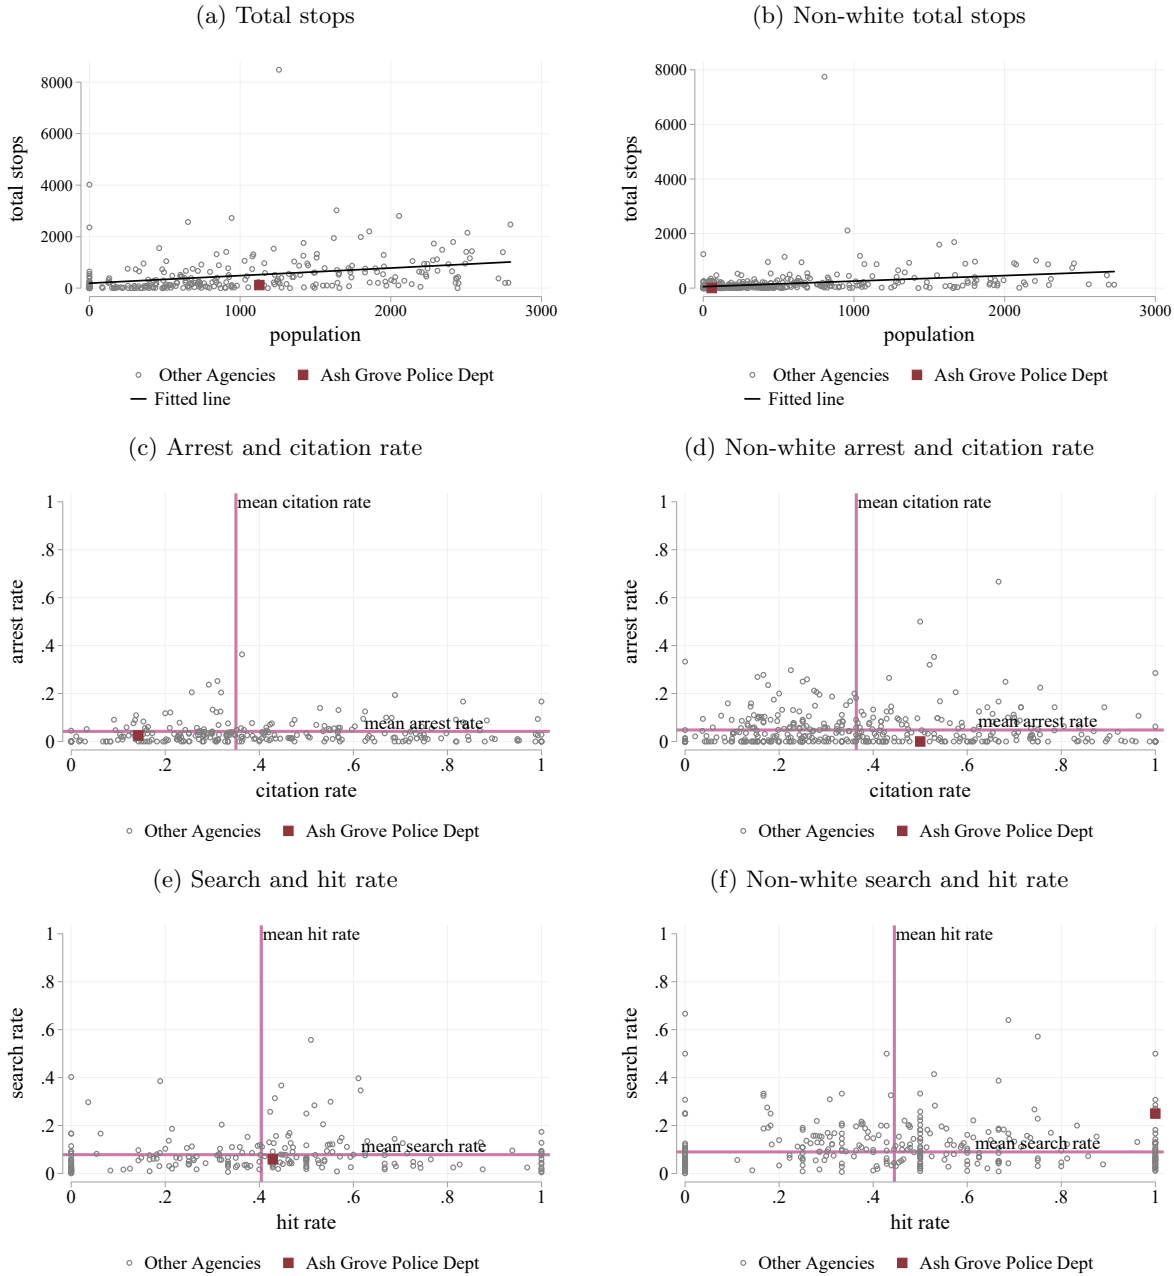 (a) Total stops
(b) Non-white total stops
8000
6000
4000
2000
0
total stops
0
1000
2000
3000
population
○ Other Agencies ■ Ash Grove Police Dept
— Fitted line
8000
6000
4000
2000
0
total stops
0
1000
2000
3000
population
○ Other Agencies ■ Ash Grove Police Dept
— Fitted line
(c) Arrest and citation rate
(d) Non-white arrest and citation rate
1
.8
.6
.4
.2
0
arrest rate
mean citation rate
mean arrest rate
0
.2
.4
.6
.8
1
citation rate
○ Other Agencies ■ Ash Grove Police Dept
1
.8
.6
.4
.2
0
arrest rate
mean citation rate
mean arrest rate
0
.2
.4
.6
.8
1
citation rate
○ Other Agencies ■ Ash Grove Police Dept
(e) Search and hit rate
(f) Non-white search and hit rate
1
.8
.6
.4
.2
0
search rate
mean hit rate
mean search rate
0
.2
.4
.6
.8
1
hit rate
○ Other Agencies ■ Ash Grove Police Dept
1
.8
.6
.4
.2
0
search rate
mean hit rate
mean search rate
0
.2
.4
.6
.8
1
hit rate
○ Other Agencies ■ Ash Grove Police Dept